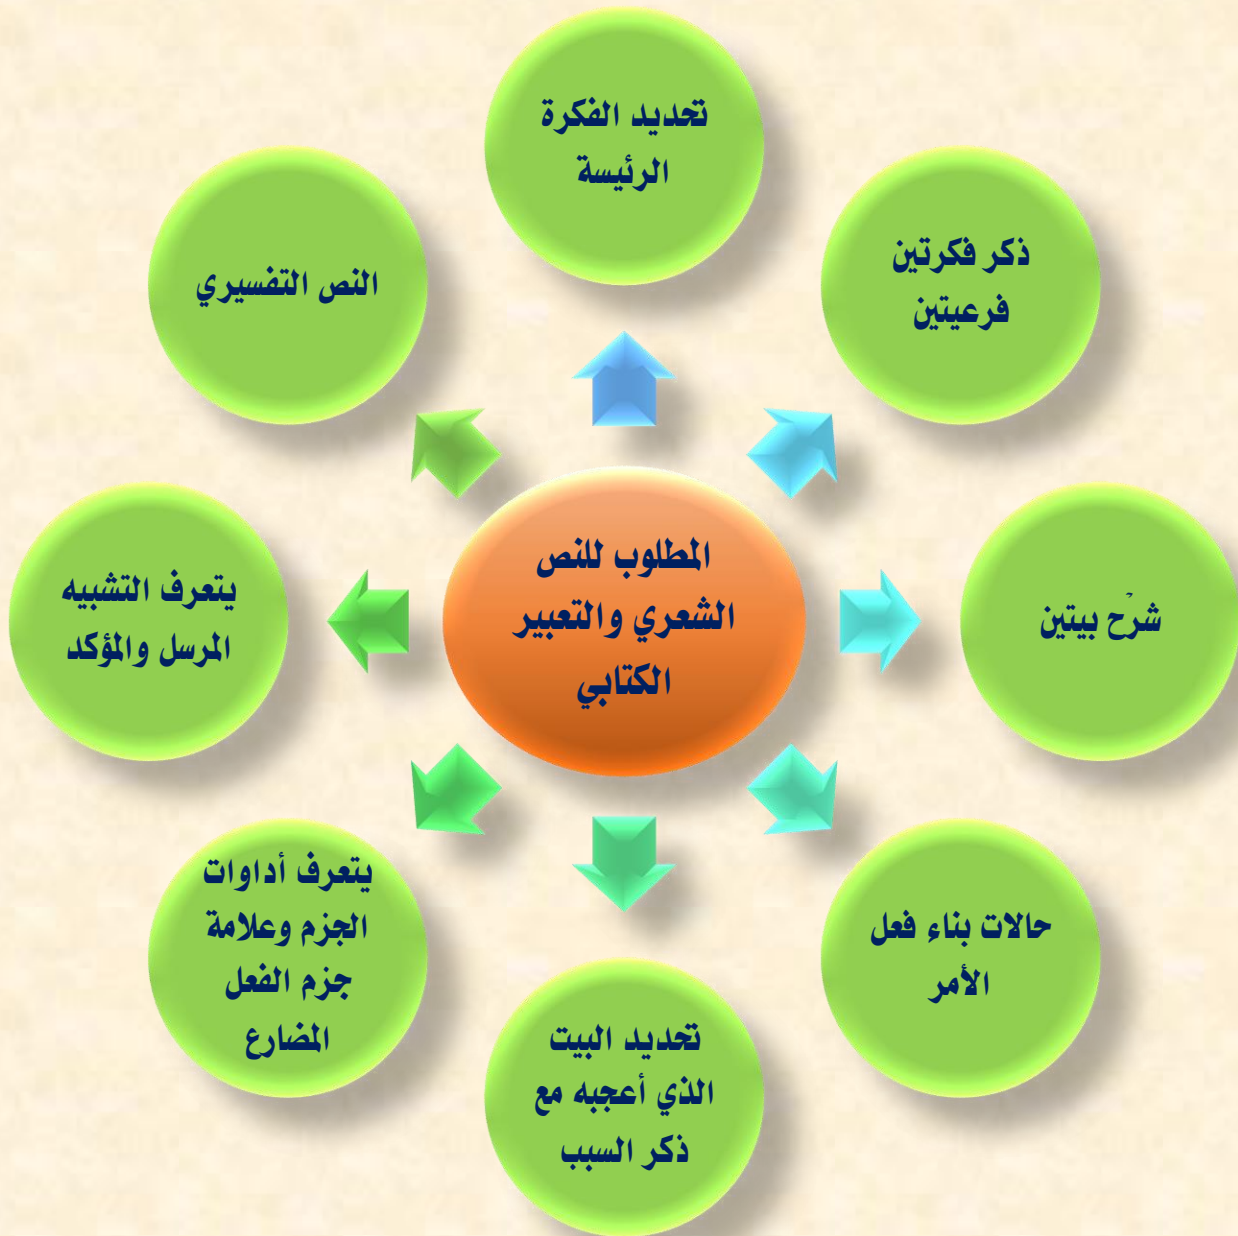 المطلوب للنص
الشعري والتعبير
الكتابي
تحديد الفكرة
الرئيسة
ذكر فكرتين
فرعيتين
شرْح بيتين
حالات بناء فعل
الأمر
تحديد البيت
الذي أعجبه مع
ذكر السبب
يتعرف أداوات
الجزم وعلامة
جزم الفعل
المضارع
يتعرف التشبيه
المرسل والمؤكد
النص التفسيري